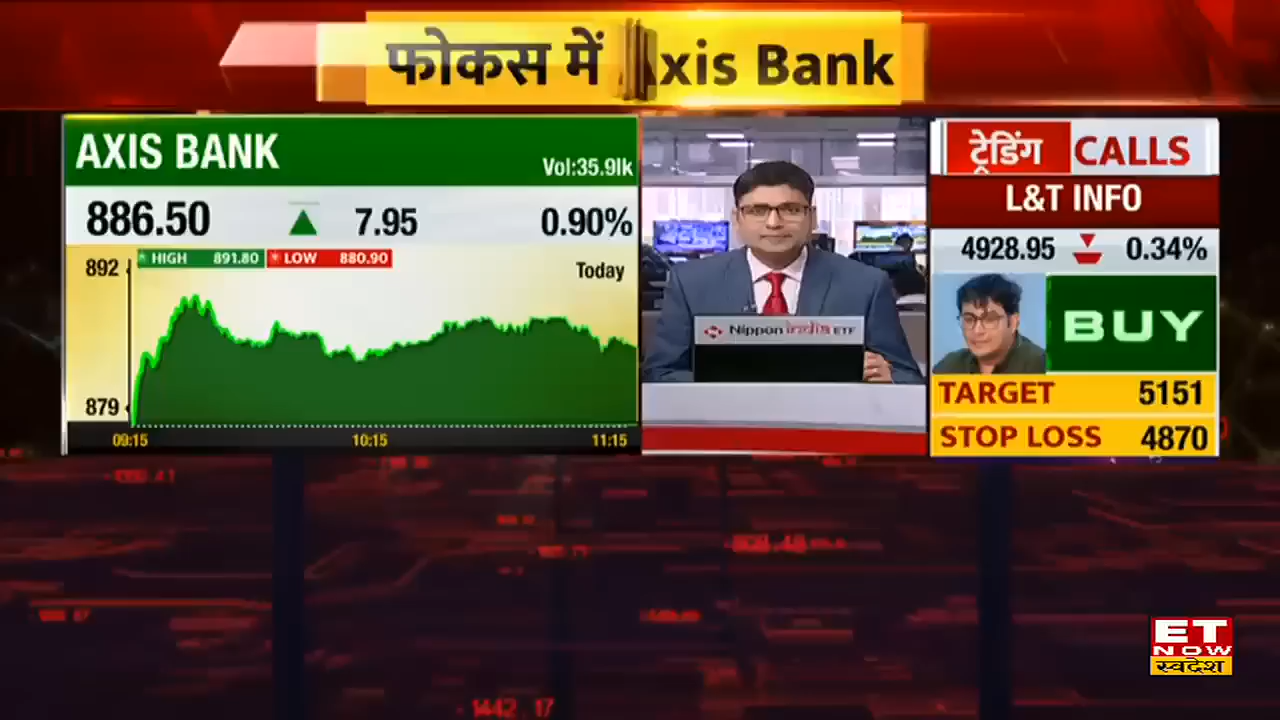 फोकस में Axis Bank
AXIS BANK
Vol:35.9lk
886.50 7.95 0.90%
HIGH 891.80 LOW 880.90
Today
892
879
09:15 10:15 11:15
Nippon india ETF
ट्रेडिंग CALLS
L&T INFO
4928.95 0.34%
BUY
TARGET 5151
STOP LOSS 4870
1442.17
ET
NOW
स्वदेश